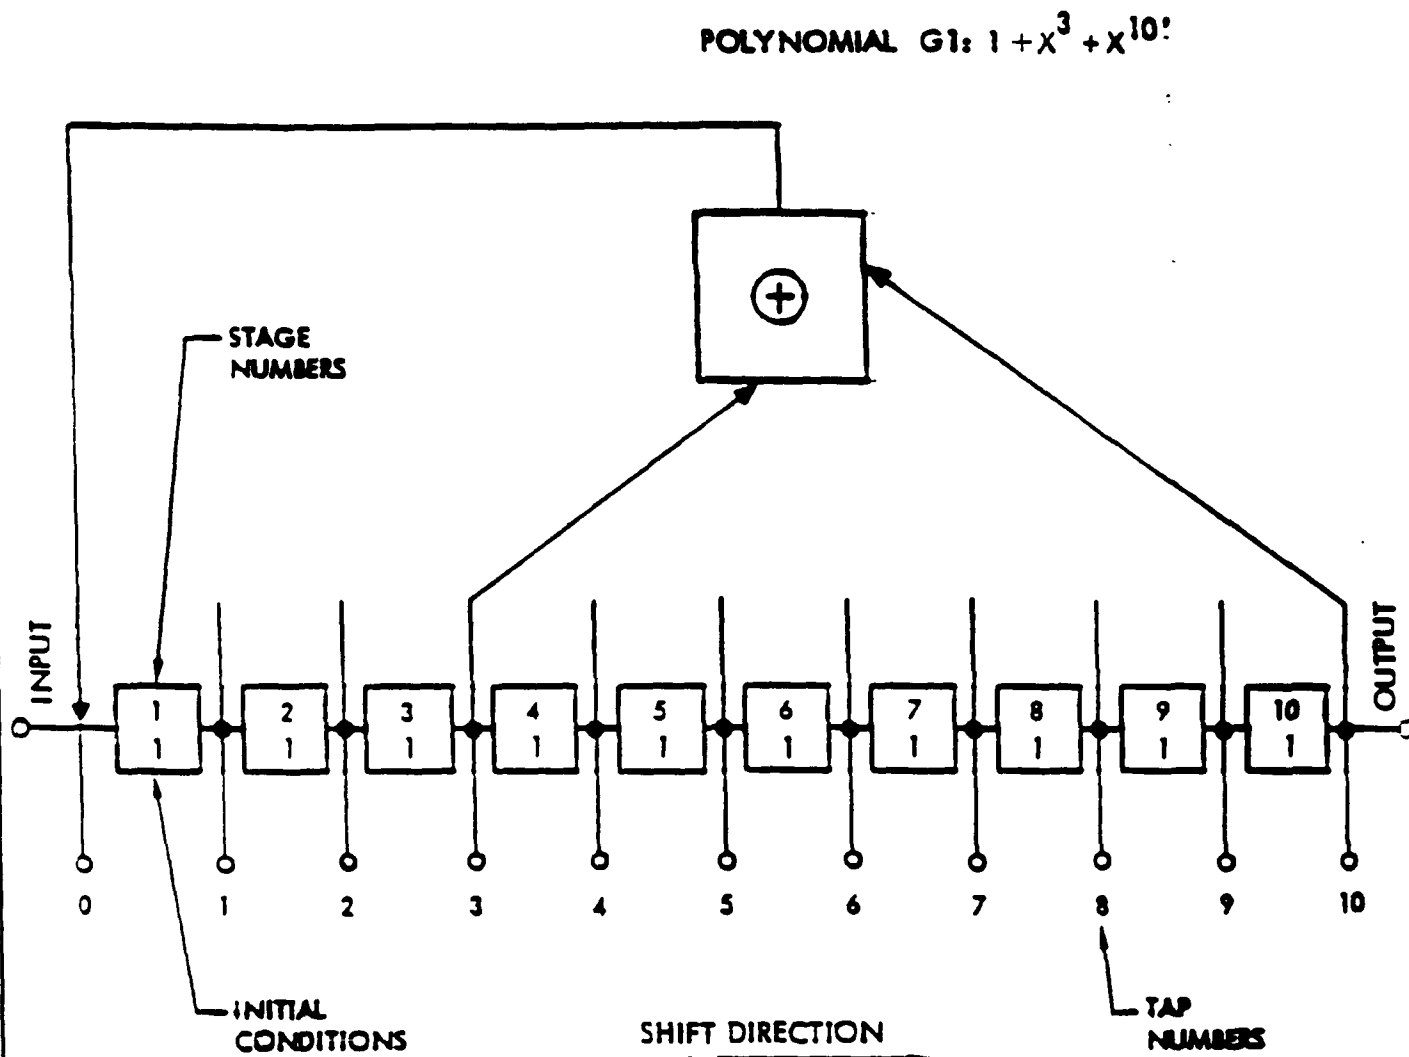 POLYNOMIAL G1: 1 + X^3 + X^10:
STAGE
NUMBERS
INPUT
OUTPUT
1 2 3 4 5 6 7 8 9 10
1 1 1 1 1 1 1 1 1 1
0 1 2 3 4 5 6 7 8 9 10
INITIAL
CONDITIONS
SHIFT DIRECTION
TAP
NUMBERS